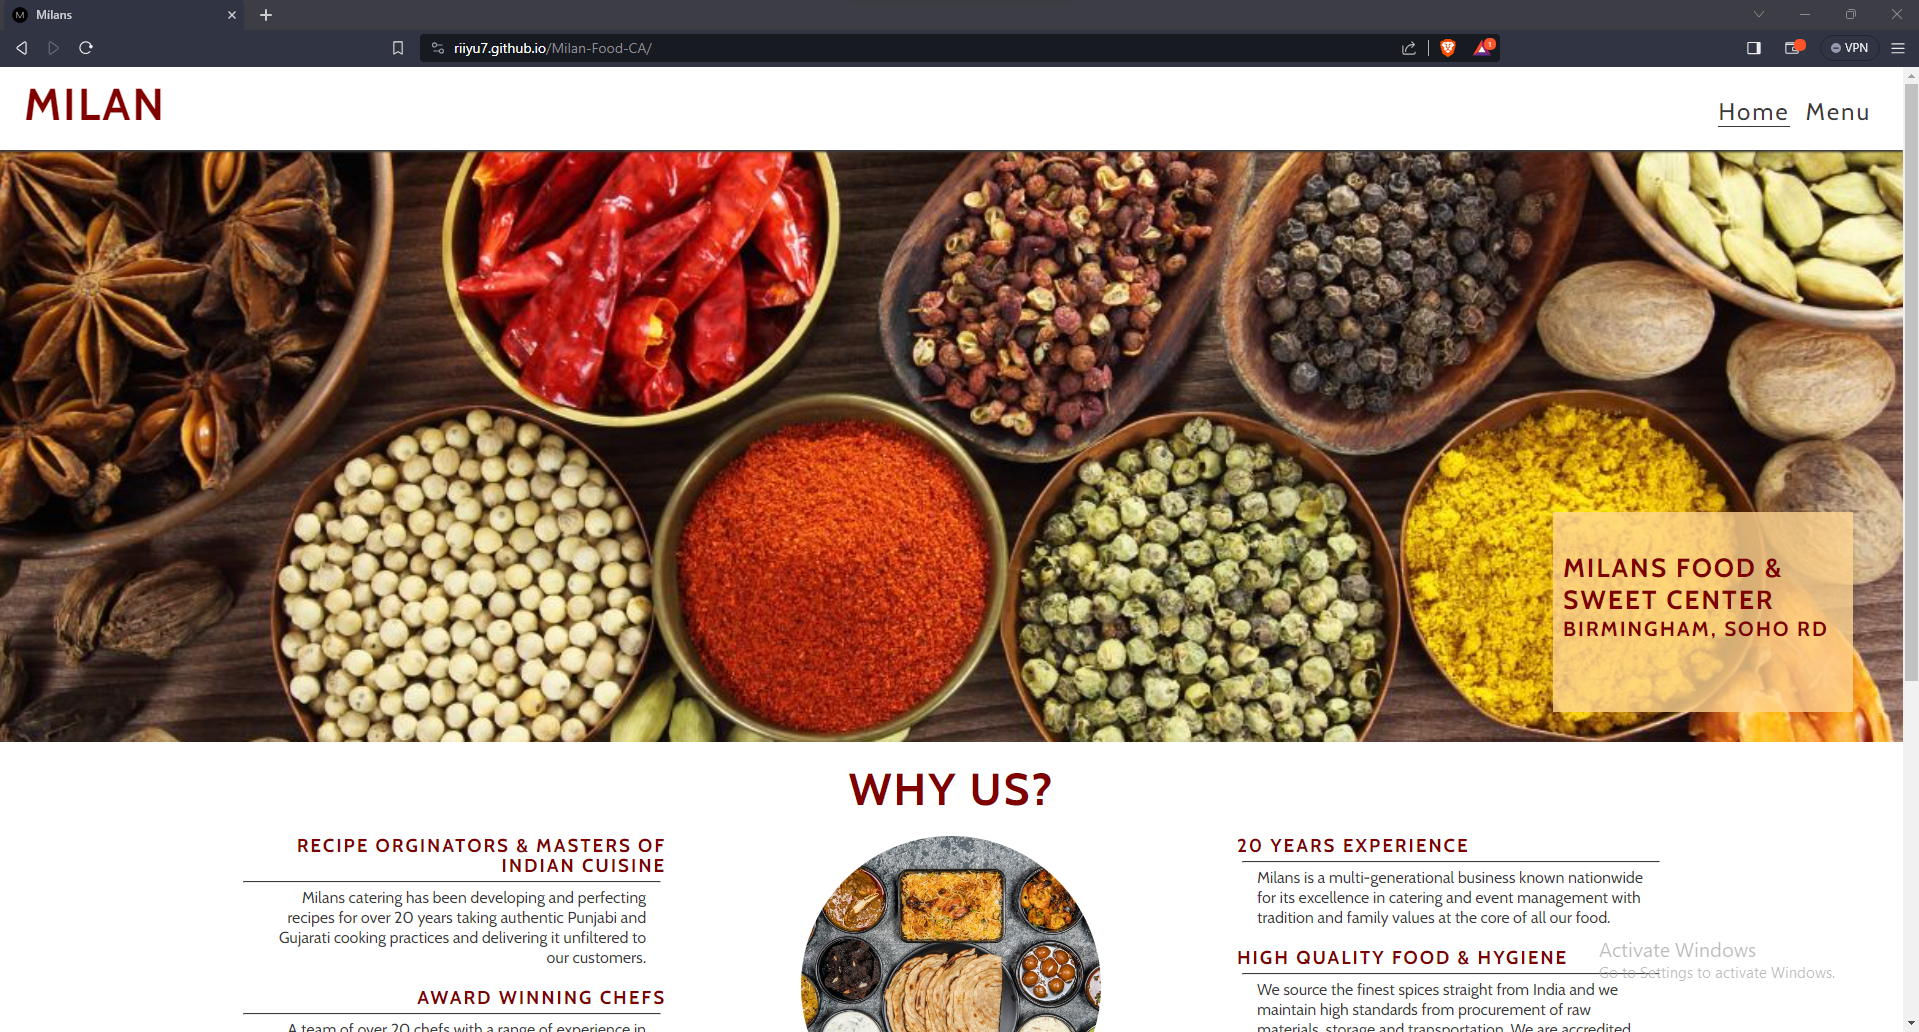 Milans
riiyu7.github.io/Milan-Food-CA/
1
VPN
MILAN
Home Menu
MILANS FOOD &
SWEET CENTER
BIRMINGHAM, SOHO RD
WHY US?
RECIPE ORGINATORS & MASTERS OF
INDIAN CUISINE
Milans catering has been developing and perfecting
recipes for over 20 years taking authentic Punjabi and
Gujarati cooking practices and delivering it unfiltered to
our customers.
AWARD WINNING CHEFS
A team of over 20 chefs with a range of experience in
20 YEARS EXPERIENCE
Milans is a multi-generational business known nationwide
for its excellence in catering and event management with
tradition and family values at the core of all our food.
HIGH QUALITY FOOD & HYGIENE
We source the finest spices straight from India and we
maintain high standards from procurement of raw
materials, storage and transportation. We are accredited
Activate Windows
Go to Settings to activate Windows.